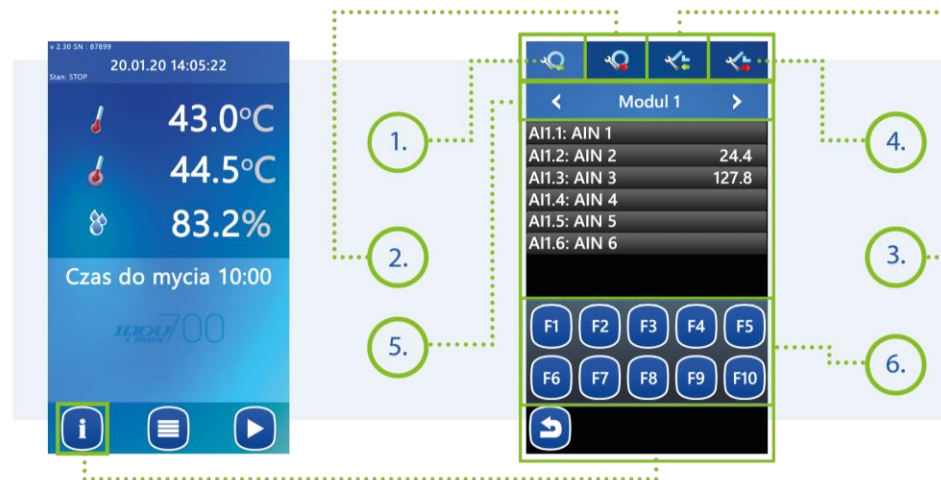 v 2.30 SN : 87899
20.01.20 14:05:22
Stan: STOP
43.0°C
44.5°C
83.2%
Czas do mycia 10:00
700
i
1.
2.
5.
Modul 1
AI1.1: AIN 1
AI1.2: AIN 2 24.4
AI1.3: AIN 3 127.8
AI1.4: AIN 4
AI1.5: AIN 5
AI1.6: AIN 6
F1 F2 F3 F4 F5
F6 F7 F8 F9 F10
4.
3.
6.